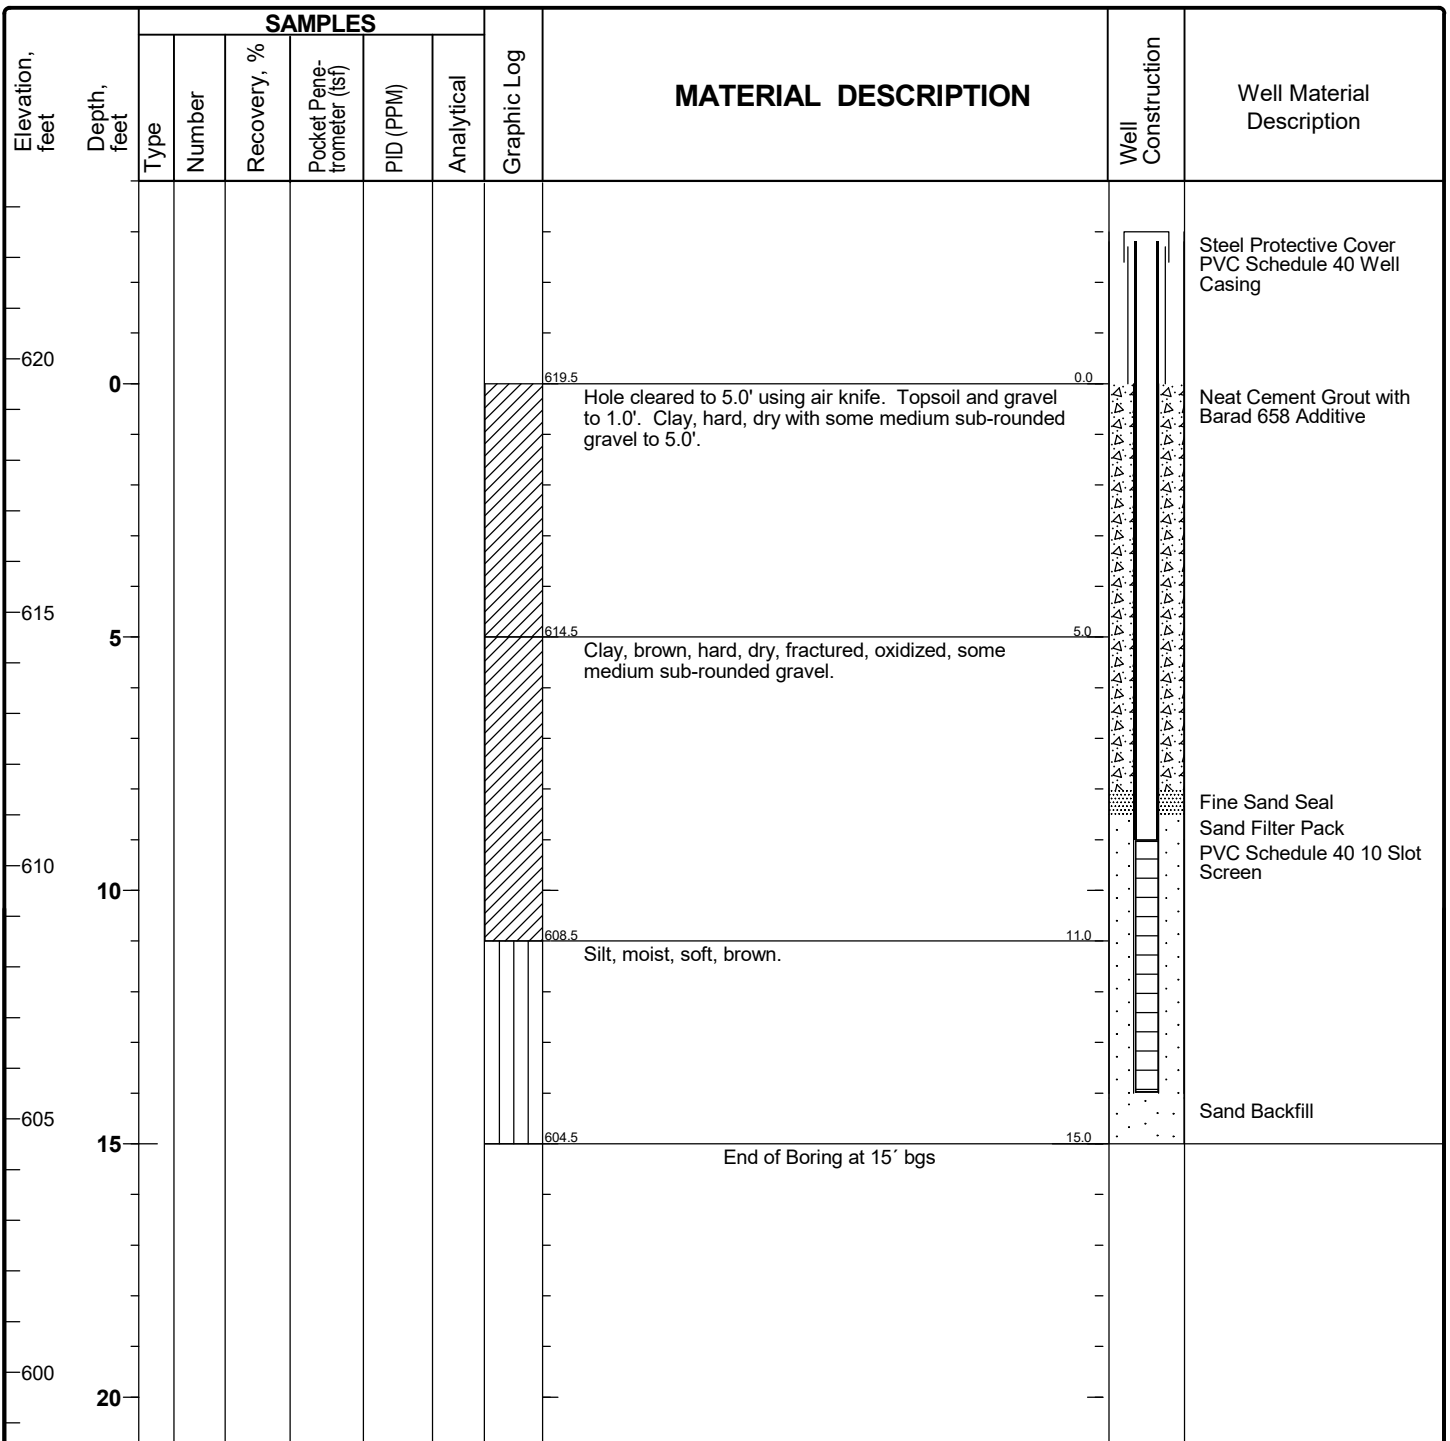 SAMPLES
Elevation,
feet
Depth,
feet
Type
Number
Recovery, %
Pocket Pene-
trometer (tsf)
PID (PPM)
Analytical
Graphic Log
MATERIAL DESCRIPTION
Well
Construction
Well Material
Description
Steel Protective Cover
PVC Schedule 40 Well
Casing
620
0
619.5
0.0
Hole cleared to 5.0' using air knife. Topsoil and gravel
to 1.0'. Clay, hard, dry with some medium sub-rounded
gravel to 5.0'.
Neat Cement Grout with
Barad 658 Additive
615
5
614.5
5.0
Clay, brown, hard, dry, fractured, oxidized, some
medium sub-rounded gravel.
Fine Sand Seal
Sand Filter Pack
PVC Schedule 40 10 Slot
Screen
610
10
608.5
11.0
Silt, moist, soft, brown.
605
Sand Backfill
15
604.5
15.0
End of Boring at 15´ bgs
600
20